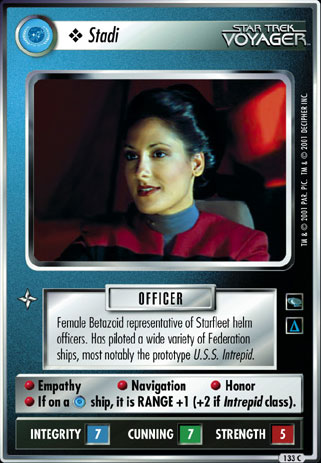 ❖ Stadi
STAR TREK
VOYAGER™
TM & © 2001 PAR. PIC. TM & © 2001 DECIPHER INC.
OFFICER
Female Betazoid representative of Starfleet helm
officers. Has piloted a wide variety of Federation
ships, most notably the prototype U.S.S. Intrepid.
• Empathy • Navigation • Honor
• If on a ship, it is RANGE +1 (+2 if Intrepid class).
INTEGRITY 7 CUNNING 7 STRENGTH 5
133 C